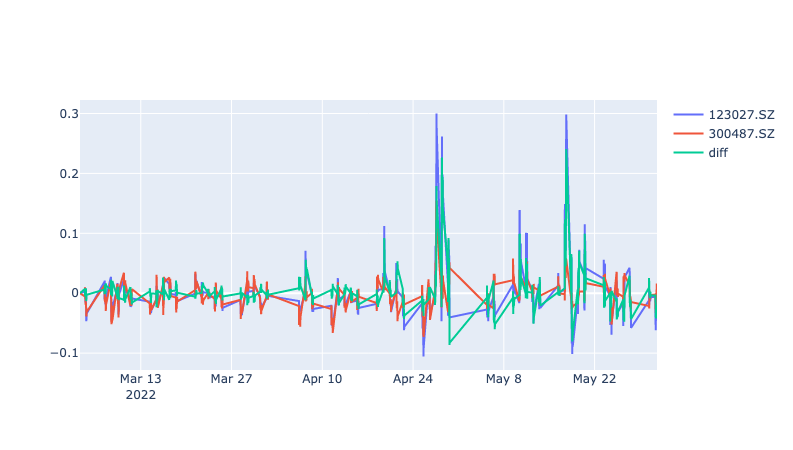 0.3
0.2
0.1
0
−0.1
Mar 13
2022
Mar 27
Apr 10
Apr 24
May 8
May 22
123027.SZ
300487.SZ
diff